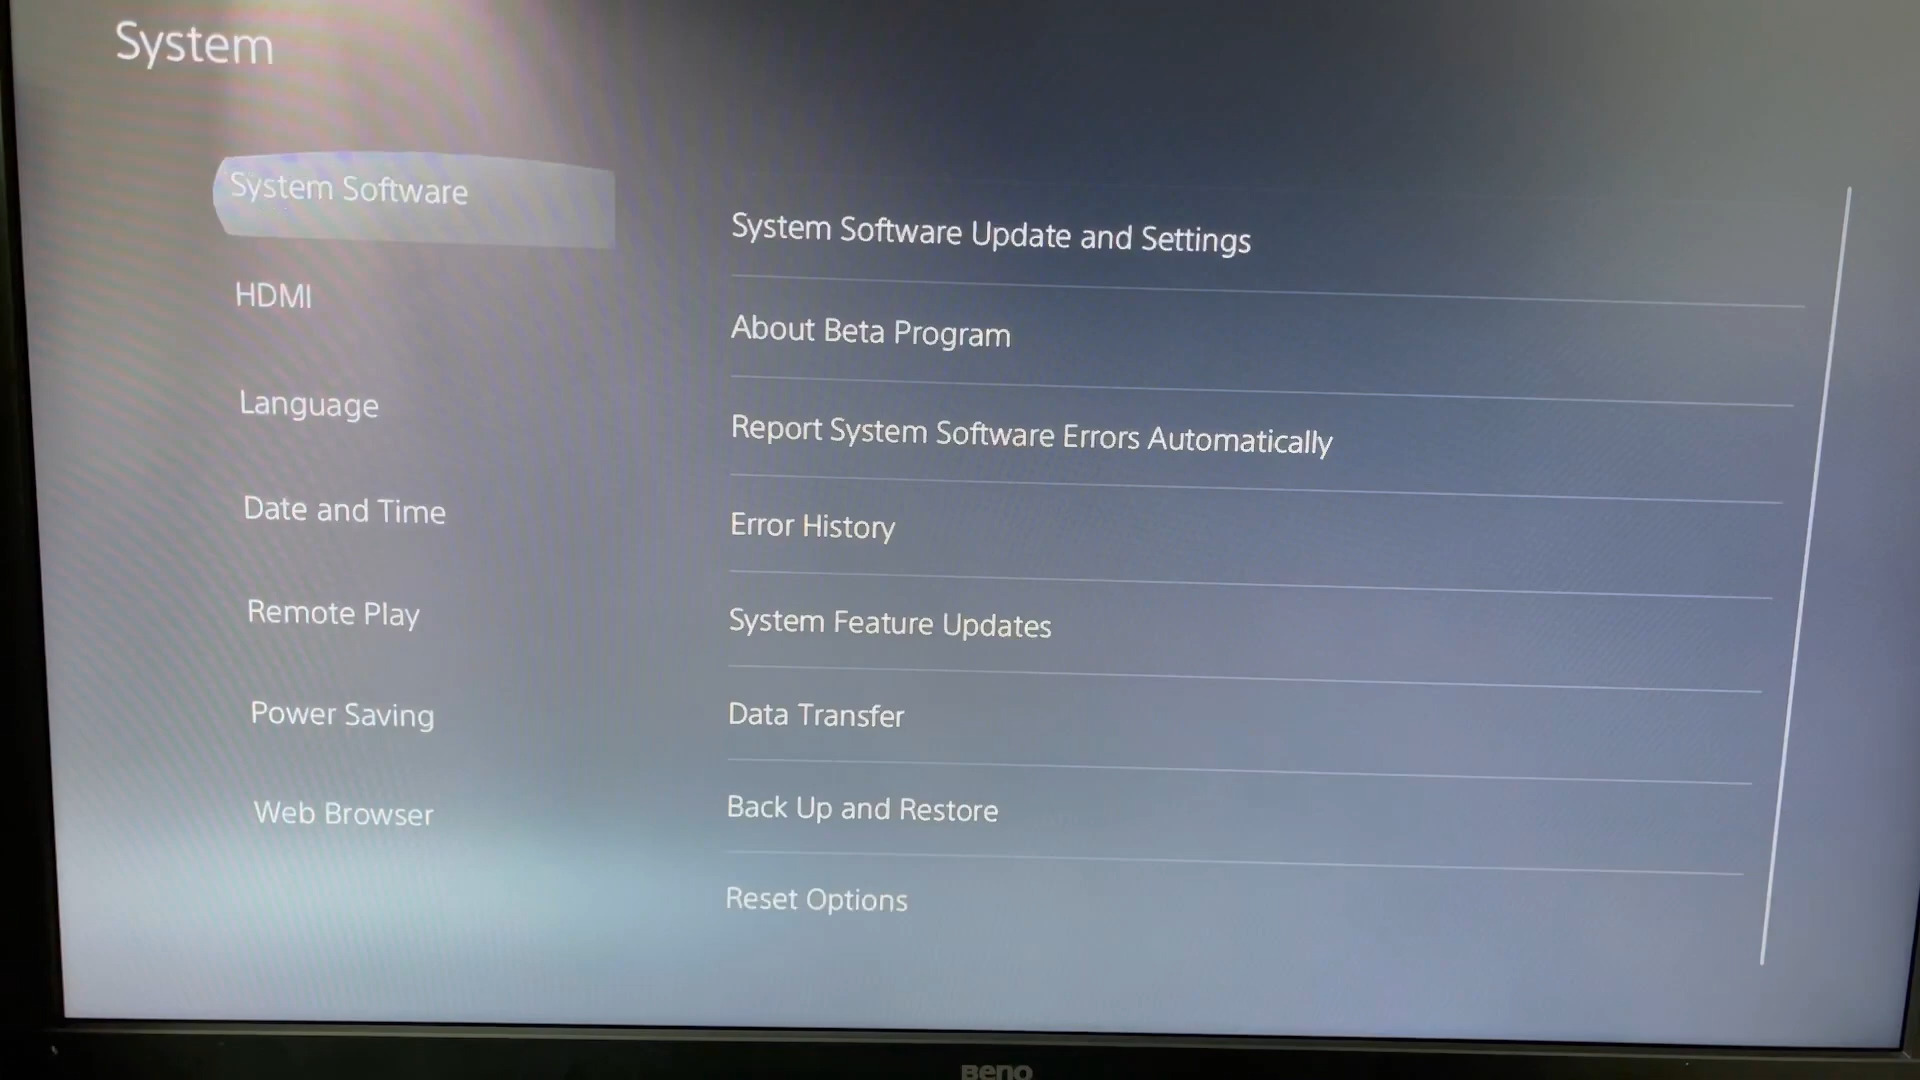 System
System Software
HDMI
Language
Date and Time
Remote Play
Power Saving
Web Browser
System Software Update and Settings
About Beta Program
Report System Software Errors Automatically
Error History
System Feature Updates
Data Transfer
Back Up and Restore
Reset Options
BenQ